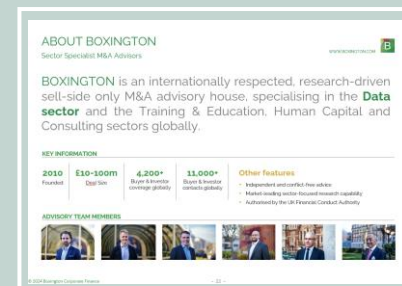 ABOUT BOXINGTON
Sector Specialist M&A Advisors
WWW.BOXINGTON.COM
B
BOXINGTON is an internationally respected, research-driven
sell-side only M&A advisory house, specialising in the Data
sector and the Training & Education, Human Capital and
Consulting sectors globally.
KEY INFORMATION
2010
Founded
£10-100m
Deal Size
4,200+
Buyer & Investor
coverage globally
11,000+
Buyer & Investor
contacts globally
Other features
Independent and conflict-free advice
Market leading sector-focused research capability
Authorised by the UK Financial Conduct Authority
ADVISORY TEAM MEMBERS
Boxington Corporate Finance